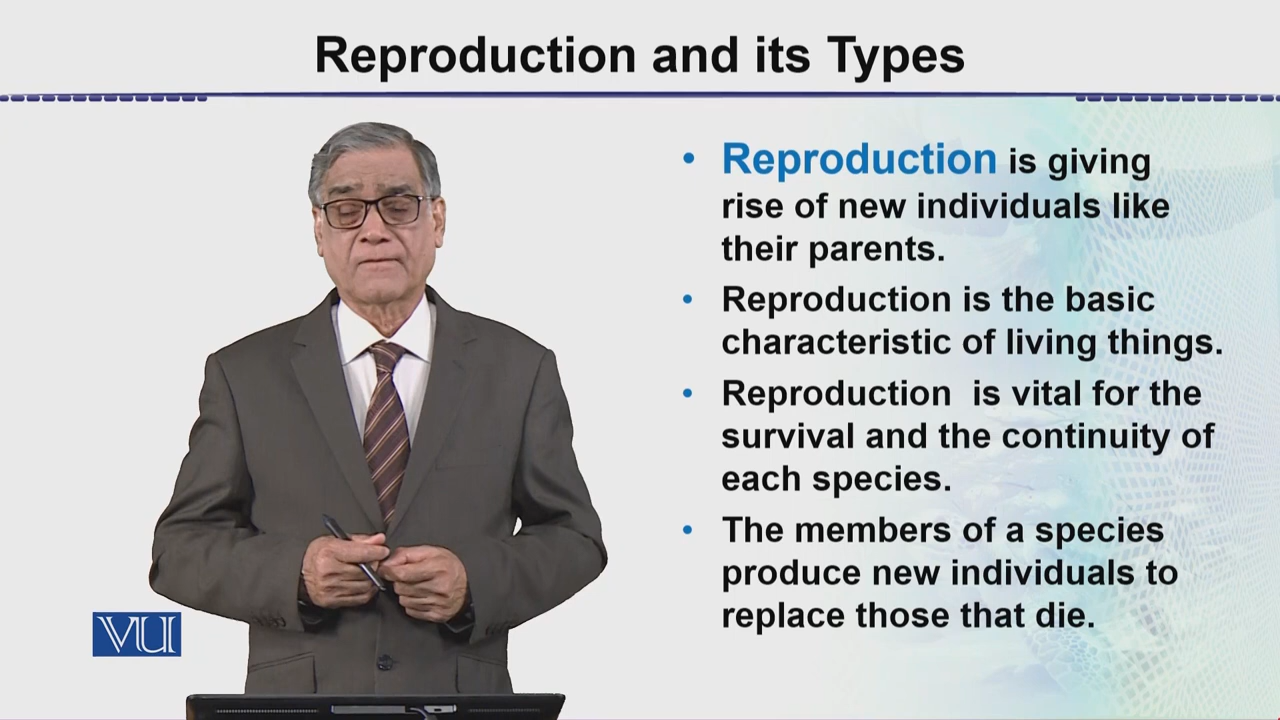 Reproduction and its Types
• Reproduction is giving
rise of new individuals like
their parents.
• Reproduction is the basic
characteristic of living things.
• Reproduction  is vital for the
survival and the continuity of
each species.
• The members of a species
produce new individuals to
replace those that die.
VU